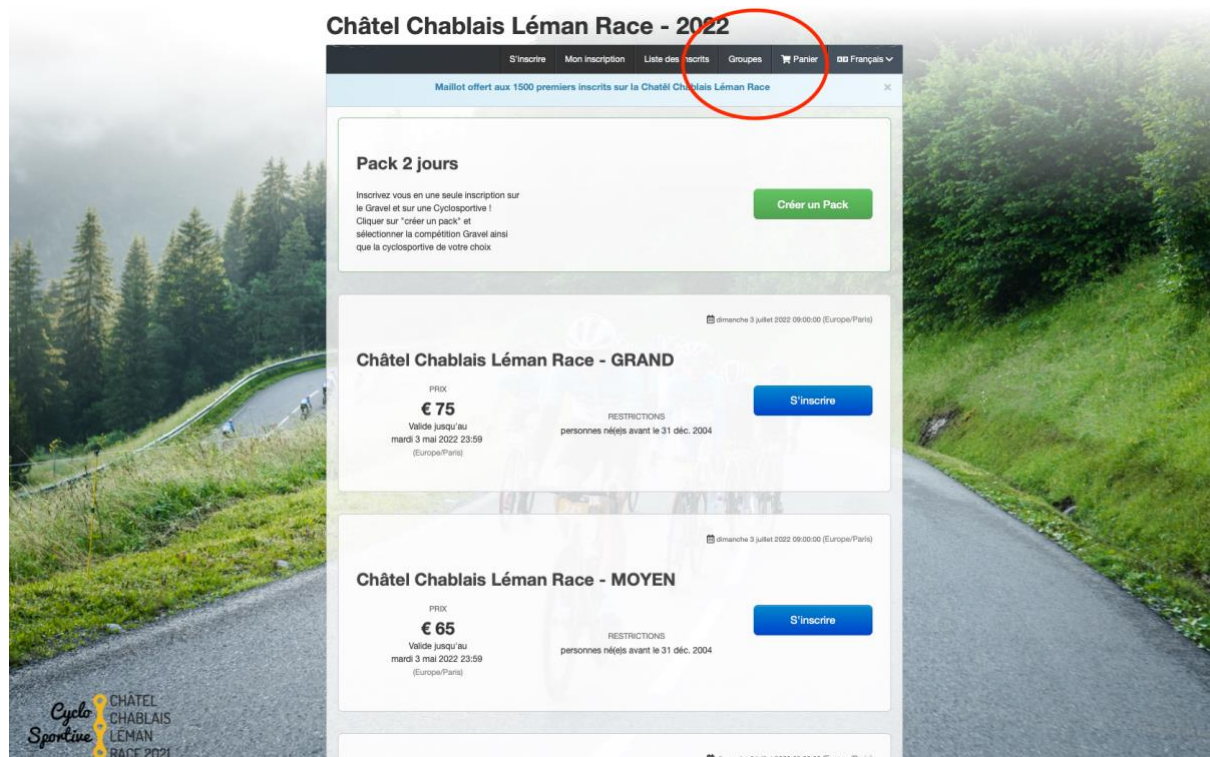 Châtel Chablais Léman Race - 2022
S'inscrire Mon inscription Liste des inscrits Groupes Panier Français
Maillot offert aux 1500 premiers inscrits sur la Chatêl Chablais Léman Race ×
Pack 2 jours
Inscrivez vous en une seule inscription sur
le Gravel et sur une Cyclosportive !
Cliquer sur "créer un pack" et
sélectionner la compétition Gravel ainsi
que la cyclosportive de votre choix
Créer un Pack
dimanche 3 juillet 2022 09:00:00 (Europe/Paris)
Châtel Chablais Léman Race - GRAND
PRIX
€ 75
Valide jusqu'au
mardi 3 mai 2022 23:59
(Europe/Paris)
RESTRICTIONS
personnes né(e)s avant le 31 déc. 2004
S'inscrire
dimanche 3 juillet 2022 09:00:00 (Europe/Paris)
Châtel Chablais Léman Race - MOYEN
PRIX
€ 65
Valide jusqu'au
mardi 3 mai 2022 23:59
(Europe/Paris)
RESTRICTIONS
personnes né(e)s avant le 31 déc. 2004
S'inscrire
Cyclo
Sportive
CHÂTEL
CHABLAIS
LÉMAN
RACE 2021